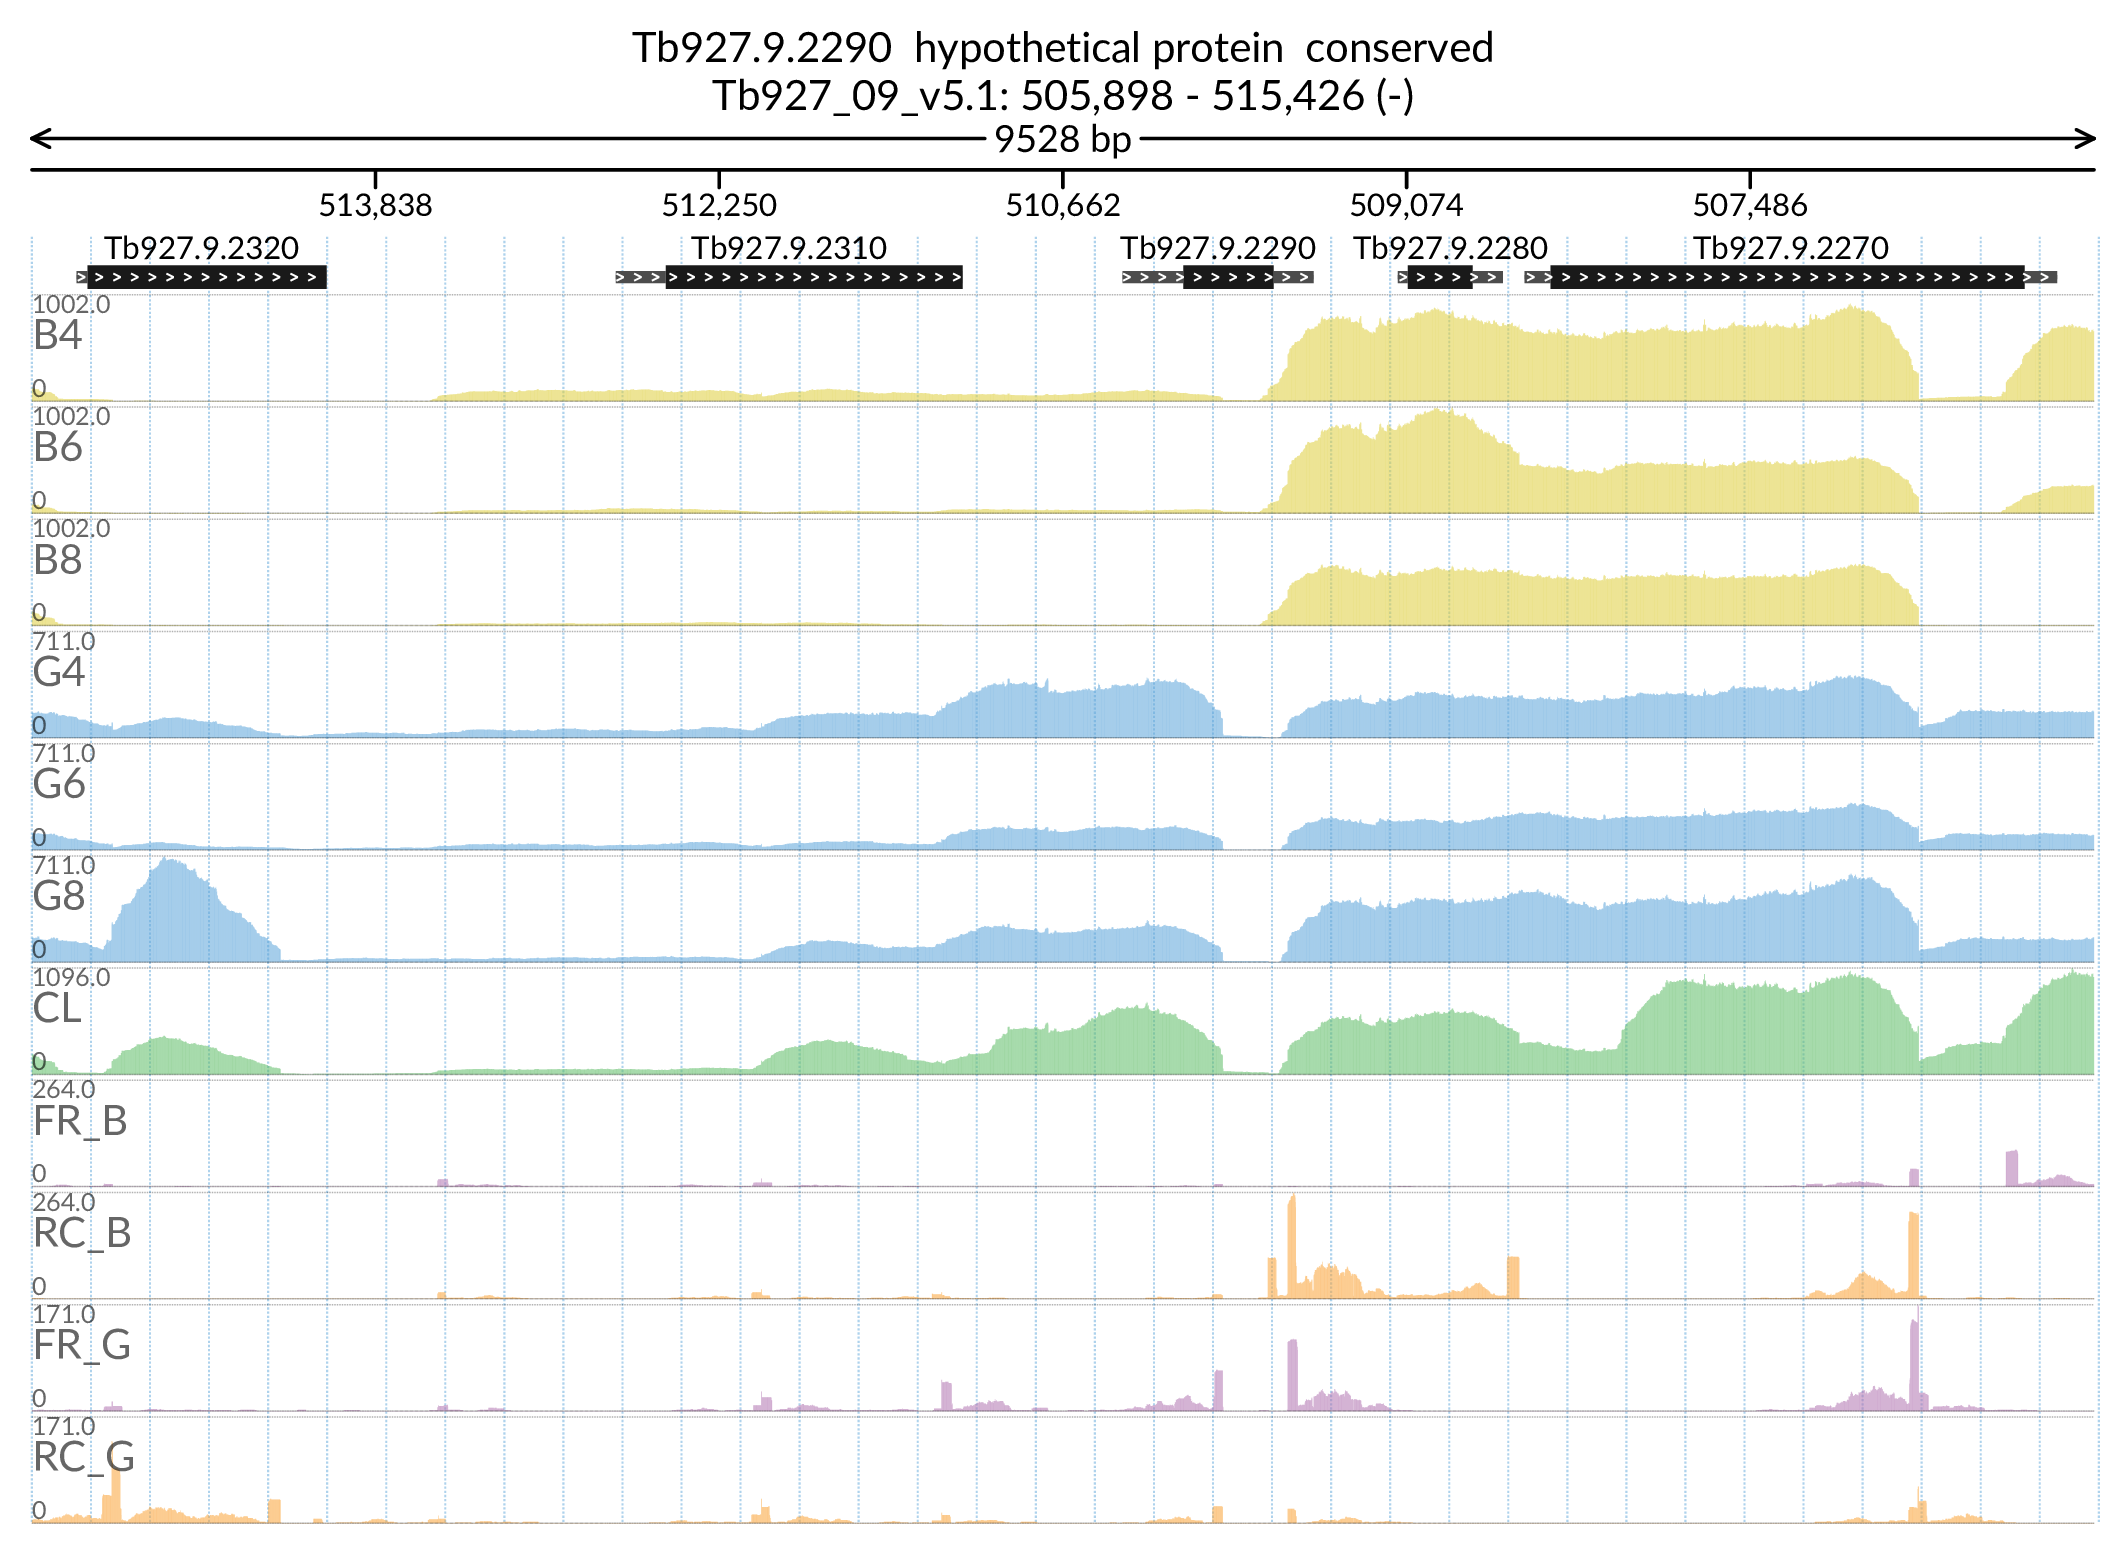 Tb927.9.2290  hypothetical protein  conserved
Tb927_09_v5.1: 505,898 - 515,426 (-)
9528 bp
513,838 512,250 510,662 509,074 507,486
Tb927.9.2320 Tb927.9.2310 Tb927.9.2290 Tb927.9.2280 Tb927.9.2270
1002.0
B4
0
1002.0
B6
0
1002.0
B8
0
711.0
G4
0
711.0
G6
0
711.0
G8
0
1096.0
CL
0
264.0
FR_B
0
264.0
RC_B
0
171.0
FR_G
0
171.0
RC_G
0